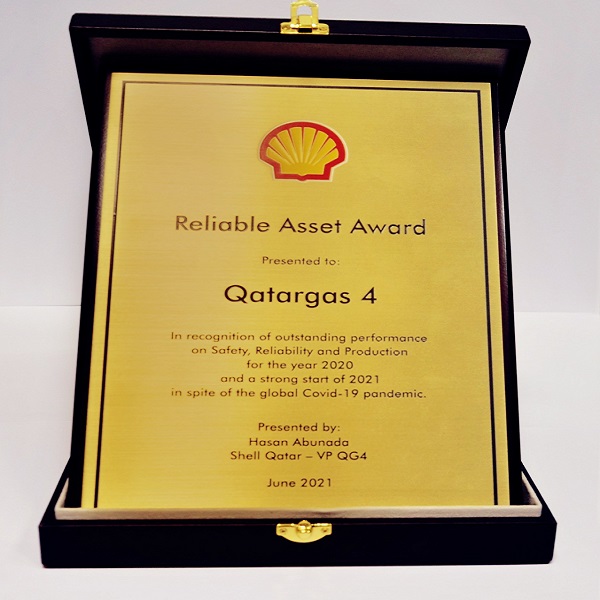 Reliable Asset Award
Presented to:
Qatargas 4
In recognition of outstanding performance
on Safety, Reliability and Production
for the year 2020
and a strong start of 2021
in spite of the global Covid-19 pandemic.
Presented by:
Hasan Abunada
Shell Qatar – VP QG4
June 2021